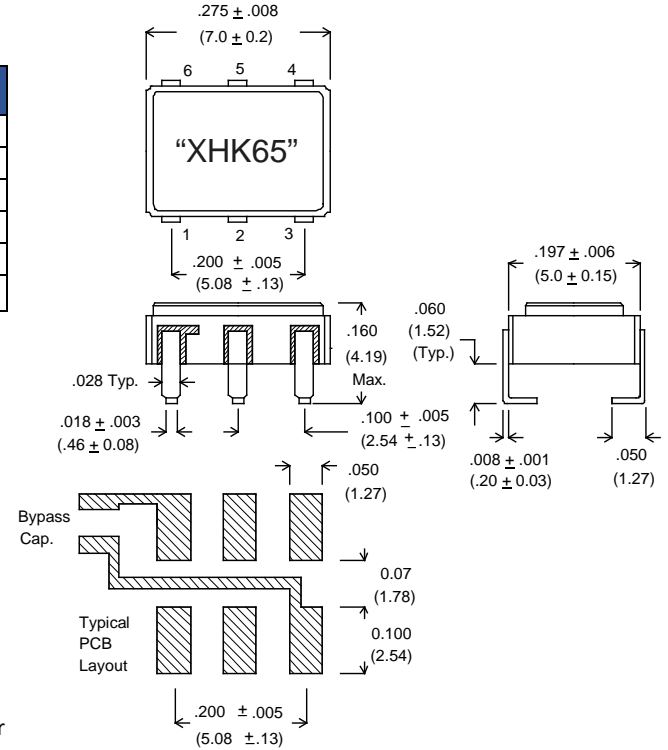 .275 ± .008
(7.0 ± 0.2)
6 5 4
“XHK65”
1 2 3
.200 ± .005
(5.08 ± .13)
.197 ± .006
(5.0 ± 0.15)
.160
(4.19)
Max.
.060
(1.52)
(Typ.)
.028 Typ.
.018 ± .003
(.46 ± 0.08)
.100 ± .005
(2.54 ± .13)
.008 ± .001
(.20 ± 0.03)
.050
(1.27)
.050
(1.27)
Bypass
Cap.
0.07
(1.78)
Typical
PCB
Layout
0.100
(2.54)
.200 ± .005
(5.08 ± .13)
r